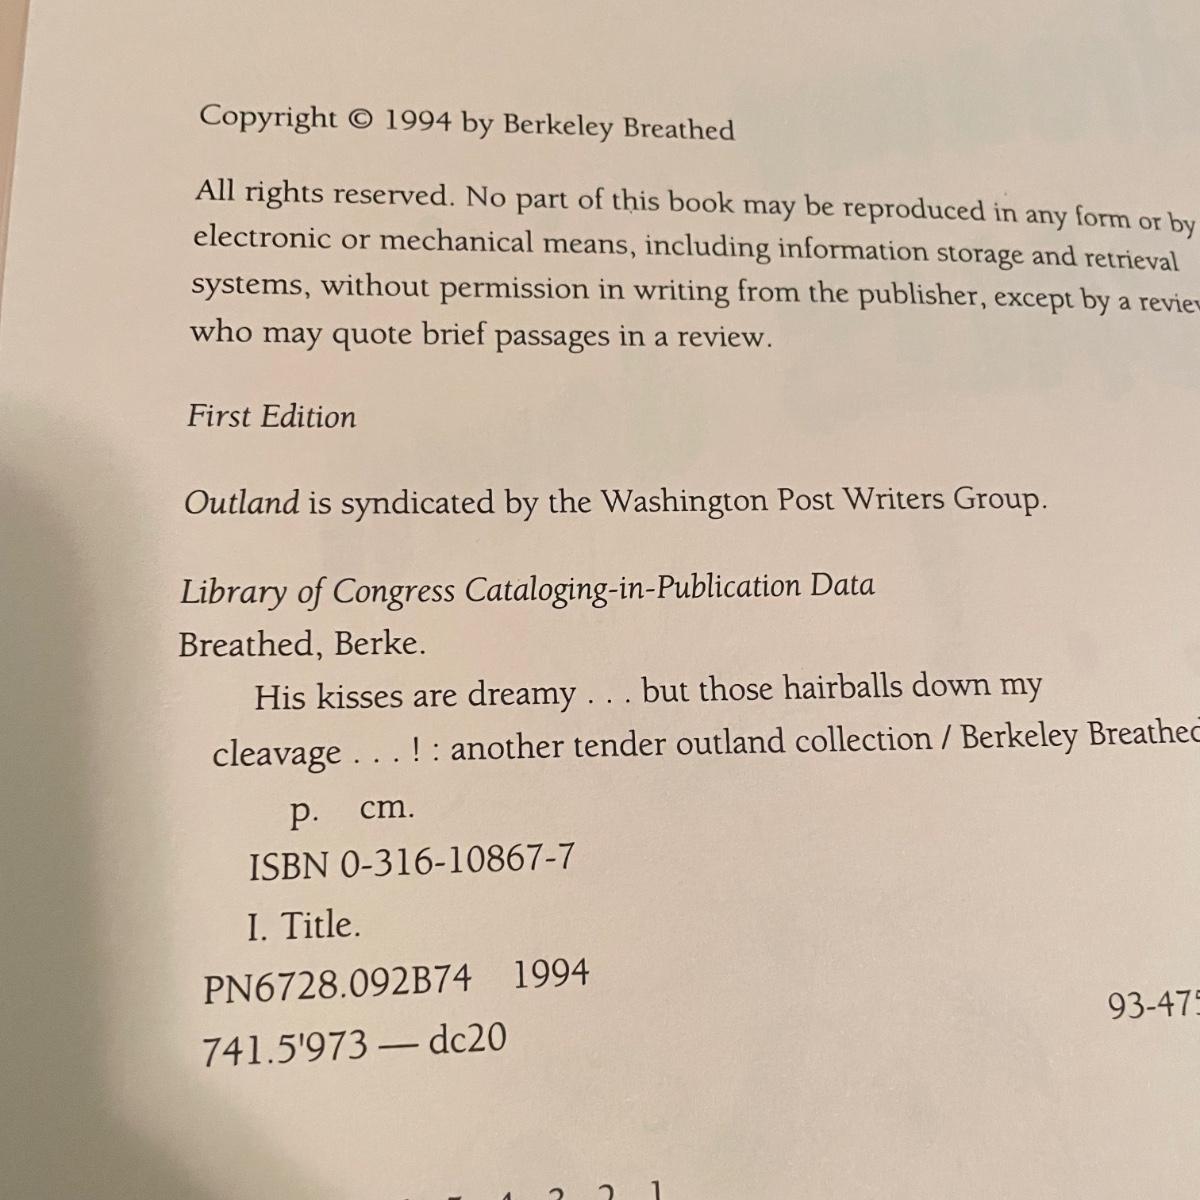 Copyright © 1994 by Berkeley Breathed
All rights reserved. No part of this book may be reproduced in any form or by
electronic or mechanical means, including information storage and retrieval
systems, without permission in writing from the publisher, except by a
who may quote brief passages in a review.
First Edition
Outland is syndicated by the Washington Post Writers Group.
Library of Congress Cataloging-in-Publication Data
Breathed, Berke.
His kisses are dreamy . . . but those hairballs down my
cleavage . . . ! : another tender outland collection / Berkeley Breathed
p. cm.
ISBN 0-316-10867-7
I. Title.
PN6728.092B74 1994
741.5'973 — dc20
2 1